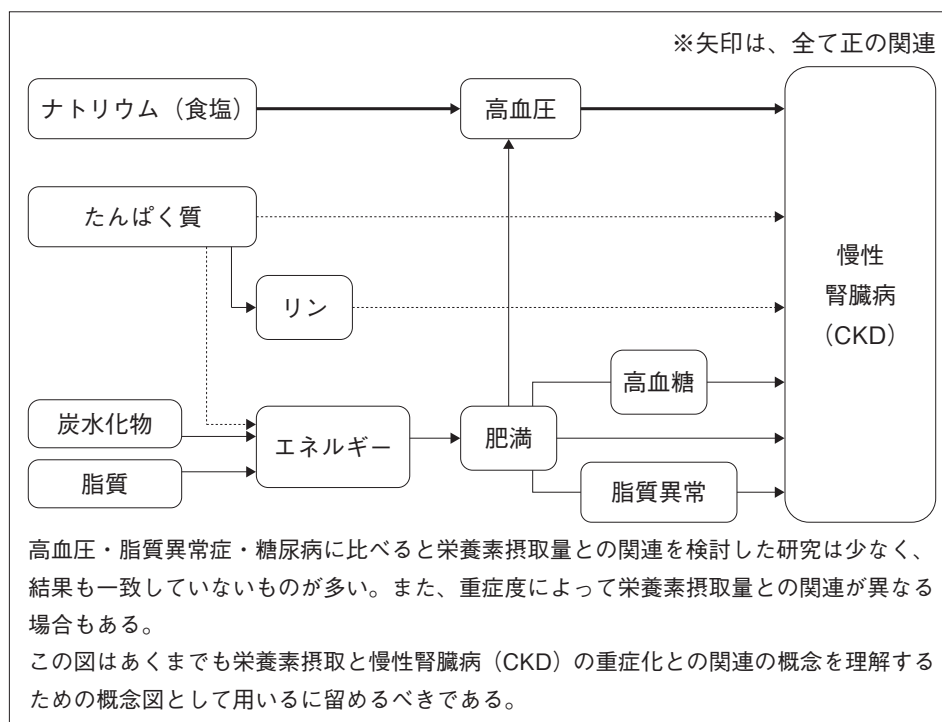 ※矢印は、全て正の関連
ナトリウム（食塩）
高血圧
たんぱく質
リン
慢性
腎臓病
（CKD）
高血糖
炭水化物
エネルギー
肥満
脂質
脂質異常
高血圧・脂質異常症・糖尿病に比べると栄養素摂取量との関連を検討した研究は少なく、
結果も一致していないものが多い。また、重症度によって栄養素摂取量との関連が異なる
場合もある。
この図はあくまでも栄養素摂取と慢性腎臓病（CKD）の重症化との関連の概念を理解する
ための概念図として用いるに留めるべきである。